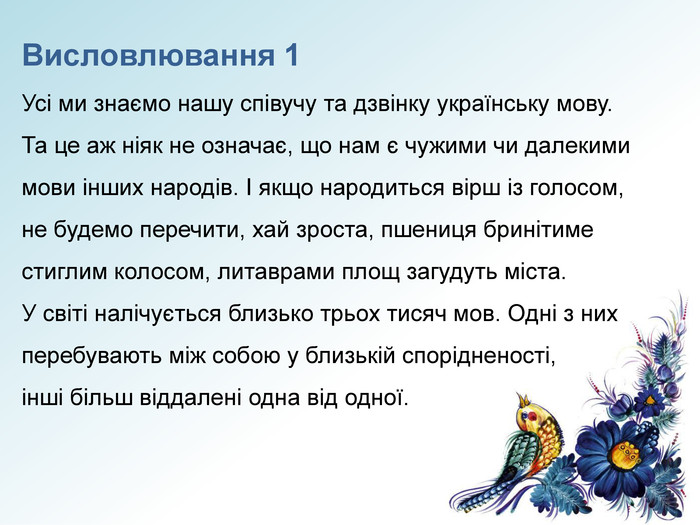 Висловлювання 1
Усі ми знаємо нашу співучу та дзвінку українську мову.
Та це аж ніяк не означає, що нам є чужими чи далекими
мови інших народів. І якщо народиться вірш із голосом,
не будемо перечити, хай зроста, пшениця бринітиме
стиглим колосом, литаврами площ загудуть міста.
У світі налічується близько трьох тисяч мов. Одні з них
перебувають між собою у близькій спорідненості,
інші більш віддалені одна від одної.